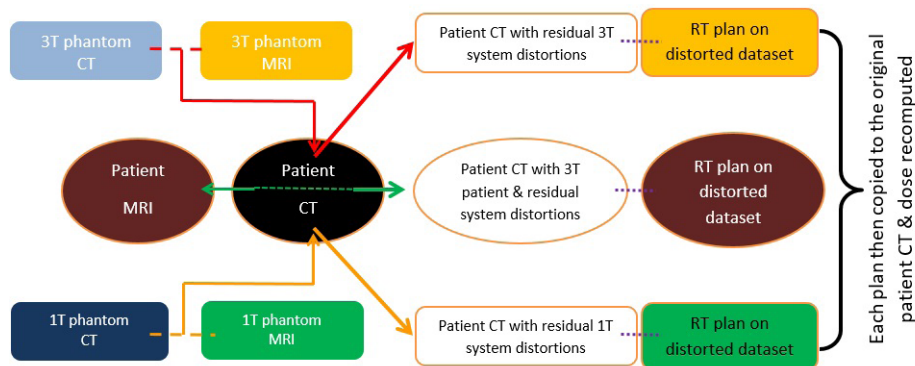 3T phantom
CT
3T phantom
MRI
Patient CT with residual 3T
system distortions
RT plan on
distorted dataset
Patient
MRI
Patient
CT
Patient CT with 3T
patient & residual
system distortions
RT plan on
distorted
dataset
1T phantom
CT
1T phantom
MRI
Patient CT with residual 1T
system distortions
RT plan on
distorted dataset
Each plan then copied to the original
patient CT & dose recomputed